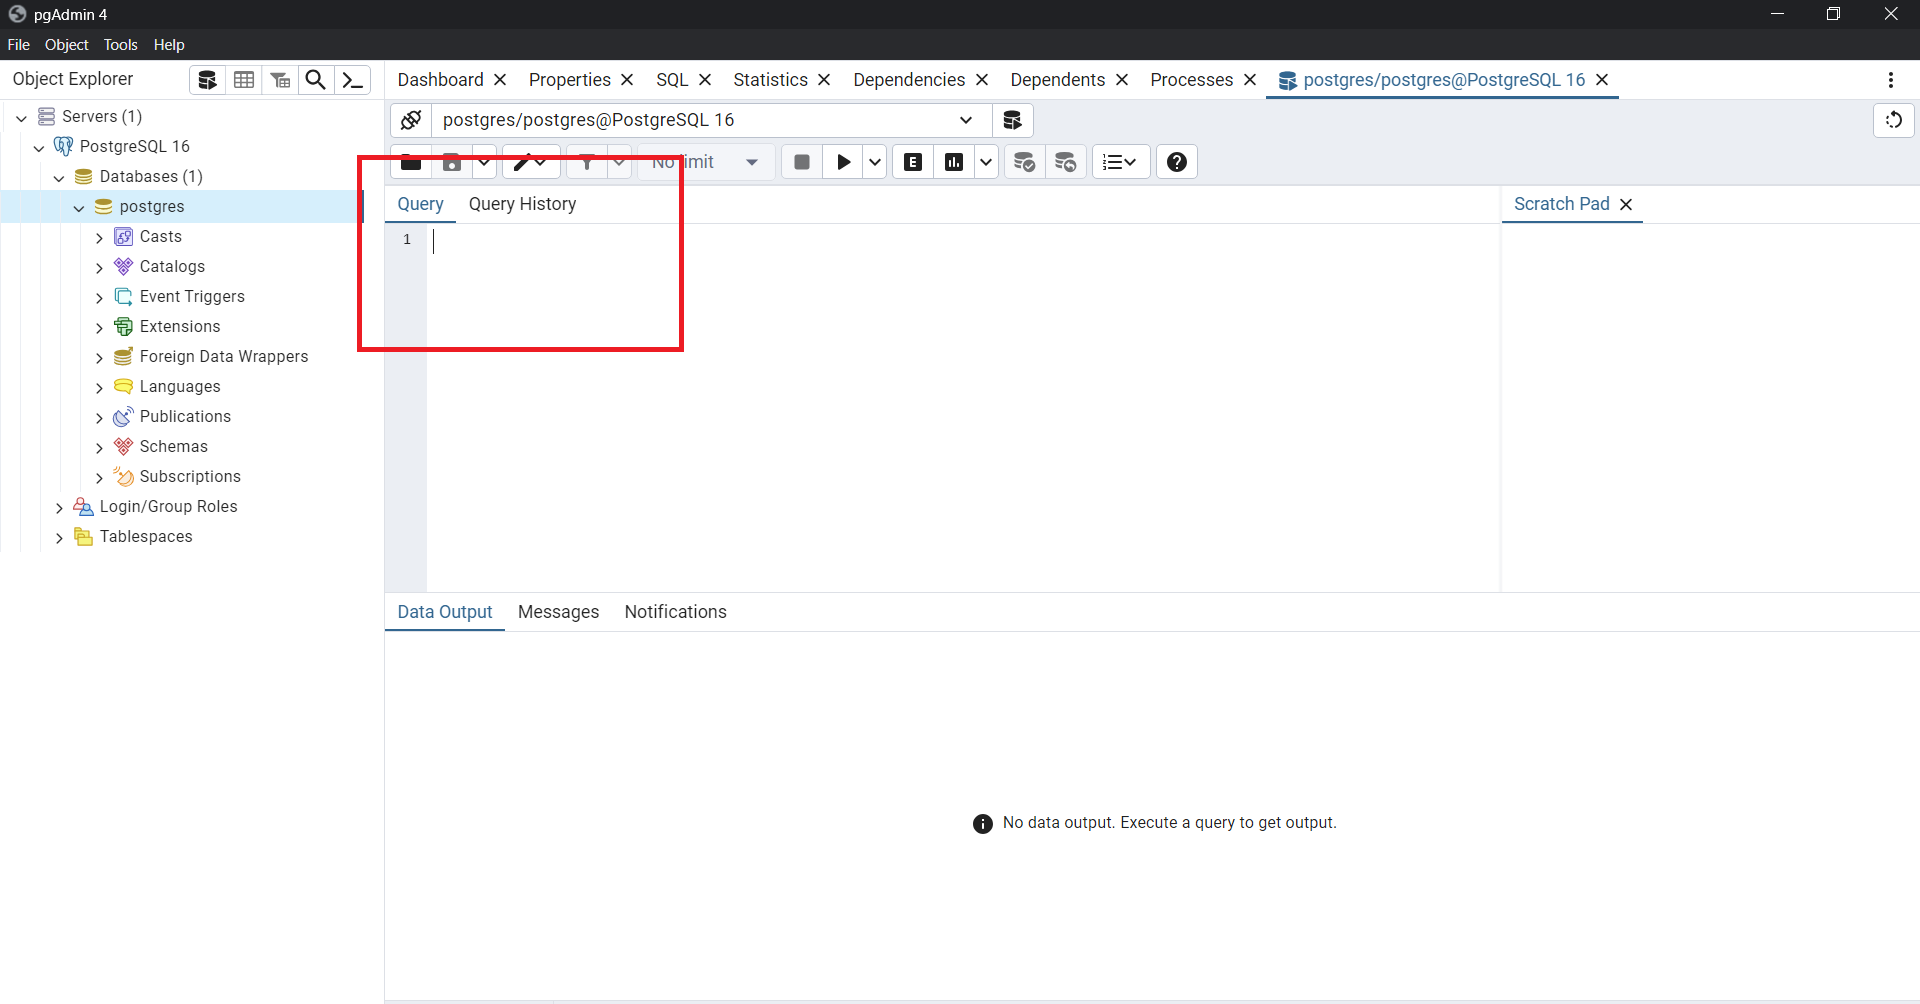 pgAdmin 4
File Object Tools Help
Object Explorer
Dashboard Properties SQL Statistics Dependencies Dependents Processes postgres/postgres@PostgreSQL 16
Servers (1)
PostgreSQL 16
Databases (1)
postgres
Casts
Catalogs
Event Triggers
Extensions
Foreign Data Wrappers
Languages
Publications
Schemas
Subscriptions
Login/Group Roles
Tablespaces
postgres/postgres@PostgreSQL 16
No limit
E
Query Query History
Scratch Pad
1
Data Output Messages Notifications
No data output. Execute a query to get output.